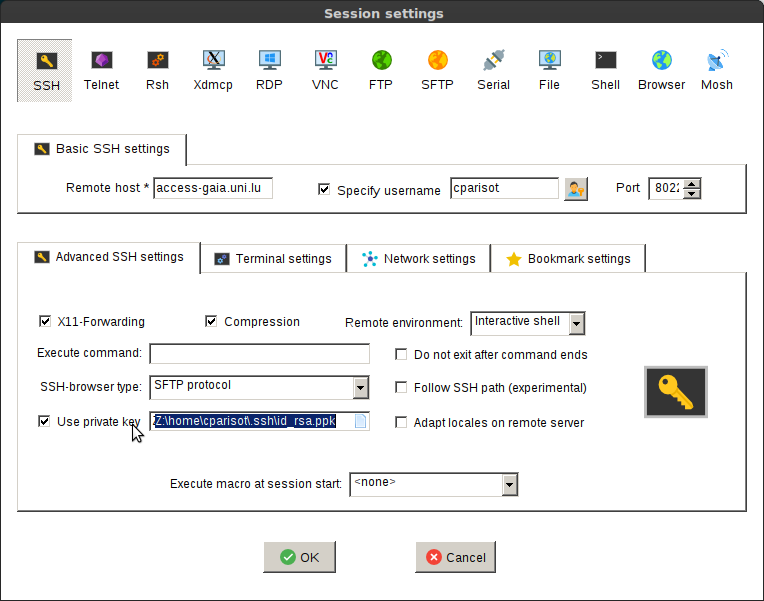 Session settings
SSH Telnet Rsh Xdmcp RDP VNC FTP SFTP Serial File Shell Browser Mosh
Basic SSH settings
Remote host * access-gaia.uni.lu Specify username cparisot Port 8022
Advanced SSH settings Terminal settings Network settings Bookmark settings
X11-Forwarding Compression Remote environment: Interactive shell
Execute command: Do not exit after command ends
SSH-browser type: SFTP protocol Follow SSH path (experimental)
Use private key Z:\home\cparisot\.ssh\id_rsa.ppk Adapt locales on remote server
Execute macro at session start: <none>
OK Cancel